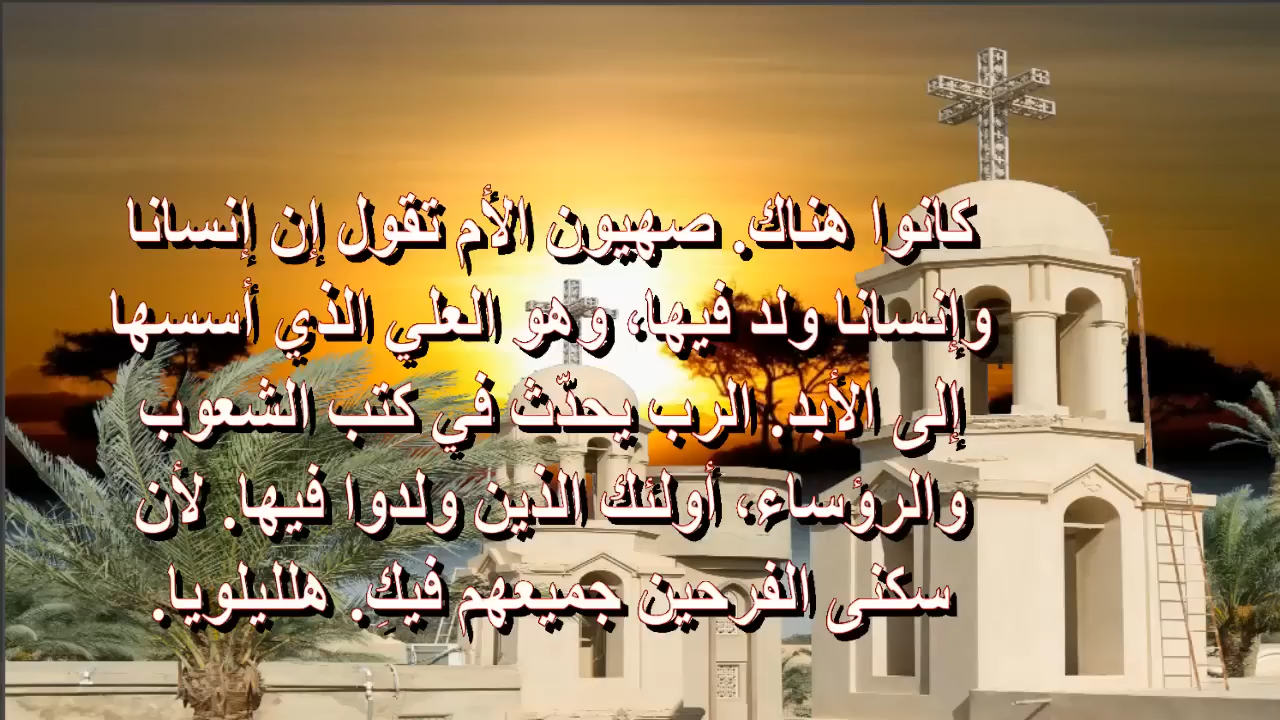 كانوا هناك. صهيون الأم تقول إن إنسانا
وإنسانا ولد فيها، وهو العلي الذي أسسها
إلى الأبد. الرب يحدّث في كتب الشعوب
والرؤساء، أولئك الذين ولدوا فيها. لأن
سكنى الفرحين جميعهم فيكِ. هلليلويا.